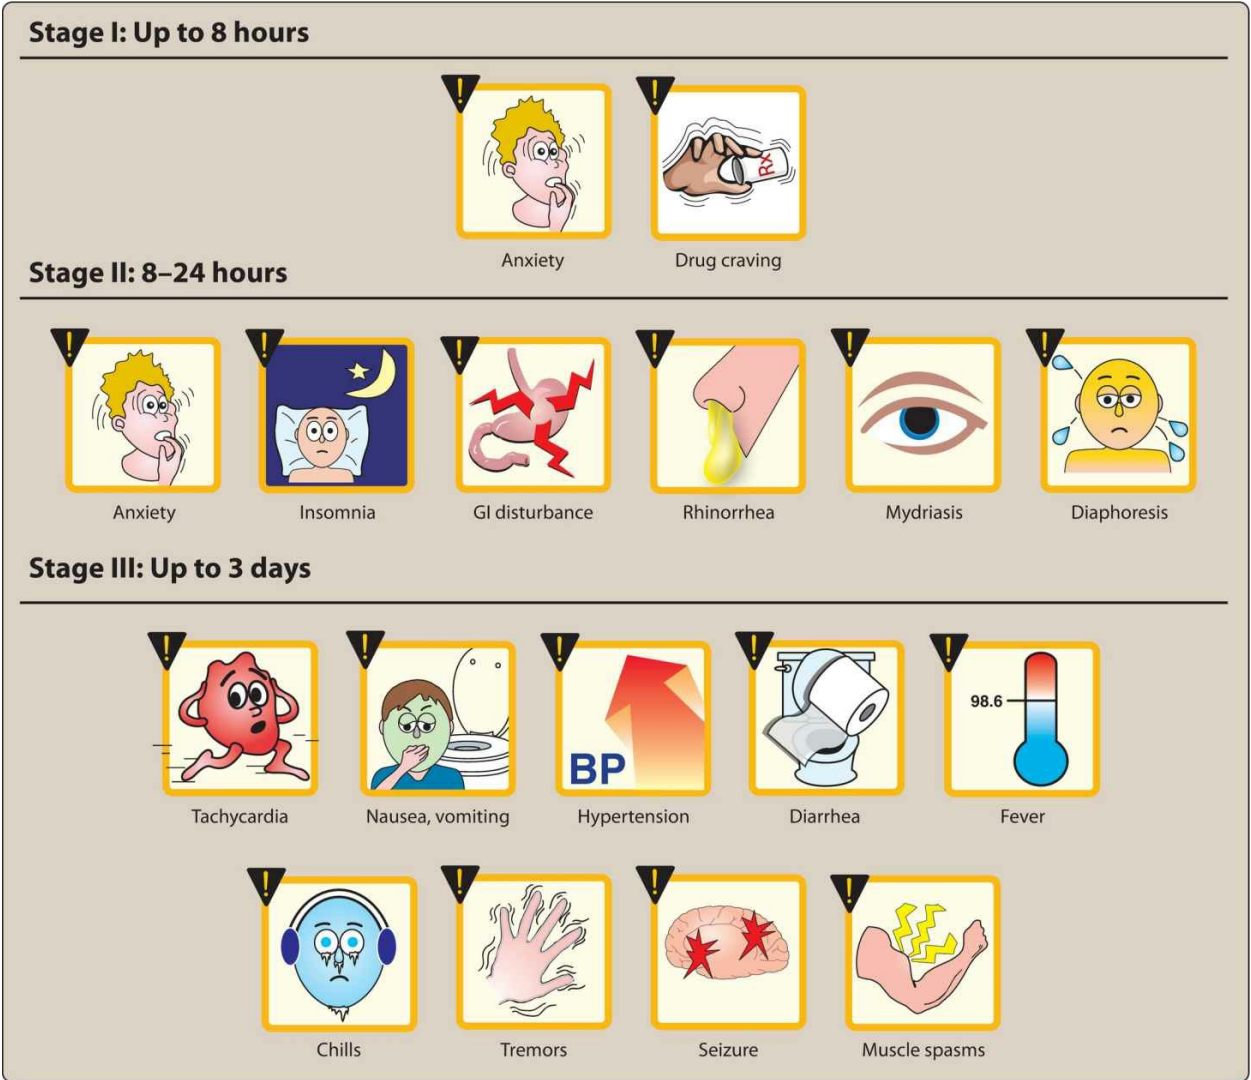 Stage I: Up to 8 hours
!
!
Rx
Anxiety
Drug craving
Stage II: 8–24 hours
!
!
!
!
!
!
Anxiety
Insomnia
GI disturbance
Rhinorrhea
Mydriasis
Diaphoresis
Stage III: Up to 3 days
!
!
!
!
!
98.6
BP
Tachycardia
Nausea, vomiting
Hypertension
Diarrhea
Fever
!
!
!
!
Chills
Tremors
Seizure
Muscle spasms